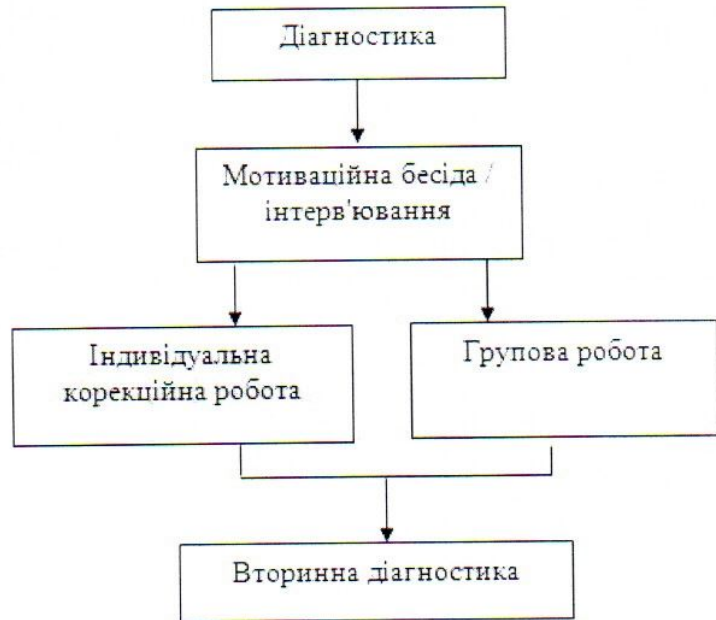 Діагностика
Мотиваційна бесіда /
інтерв'ювання
Індивідуальна
корекційна робота
Групова робота
Вторинна діагностика